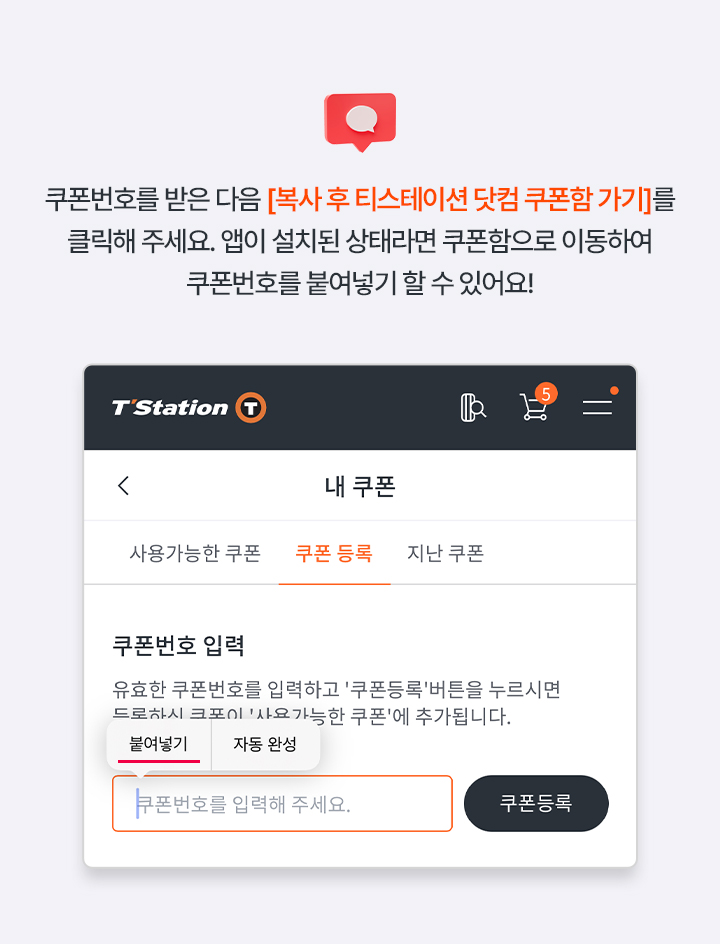 쿠폰번호를 받은 다음 [복사 후 티스테이션 닷컴 쿠폰함 가기]를
클릭해 주세요. 앱이 설치된 상태라면 쿠폰함으로 이동하여
쿠폰번호를 붙여넣기 할 수 있어요!
T'Station T
5
내 쿠폰
사용가능한 쿠폰 쿠폰 등록 지난 쿠폰
쿠폰번호 입력
유효한 쿠폰번호를 입력하고 '쿠폰등록'버튼을 누르시면
등록하신 쿠폰이 '사용가능한 쿠폰'에 추가됩니다.
붙여넣기 자동 완성
쿠폰번호를 입력해 주세요. 쿠폰등록